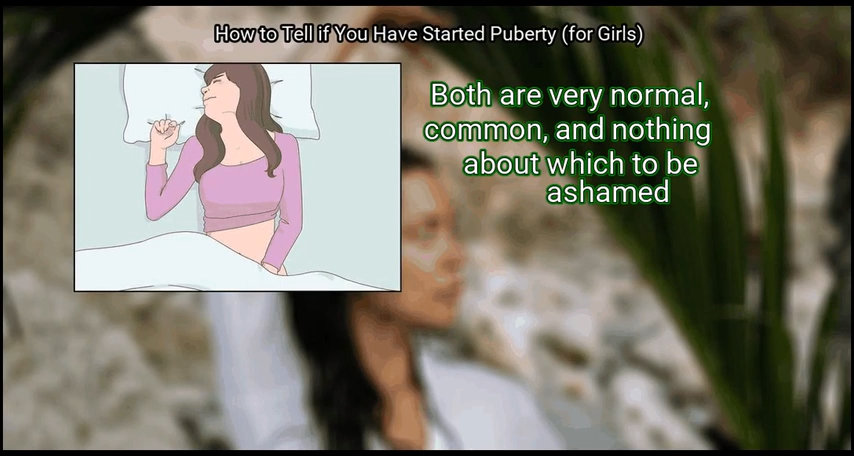 How to Tell if You Have Started Puberty (for Girls)
Both are very normal,
common, and nothing
about which to be
ashamed